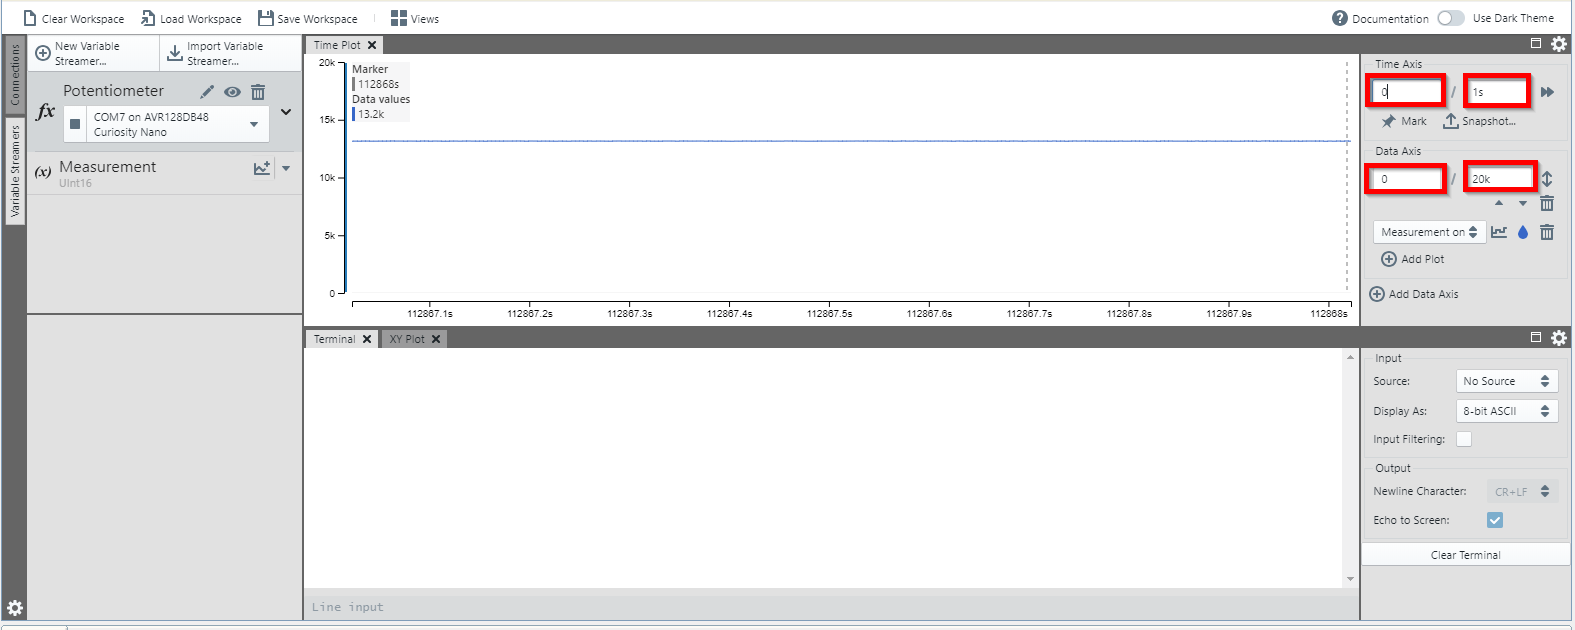 Clear Workspace
Load Workspace
Save Workspace
Views
Documentation
Use Dark Theme
Connections
Variable Streamers
New Variable
Streamer...
Import Variable
Streamer...
Potentiometer
fx
COM7 on AVR128DB48
Curiosity Nano
(x)
Measurement
UInt16
Time Plot
20k
15k
10k
5k
0
Marker
112868s
Data values
13.2k
112867.1s
112867.2s
112867.3s
112867.4s
112867.5s
112867.6s
112867.7s
112867.8s
112867.9s
112868s
Time Axis
0 / 1s
Mark
Snapshot...
Data Axis
0 / 20k
Measurement on
Add Plot
Add Data Axis
Terminal
XY Plot
Line input
Input
Source: No Source
Display As: 8-bit ASCII
Input Filtering:
Output
Newline Character: CR+LF
Echo to Screen:
Clear Terminal